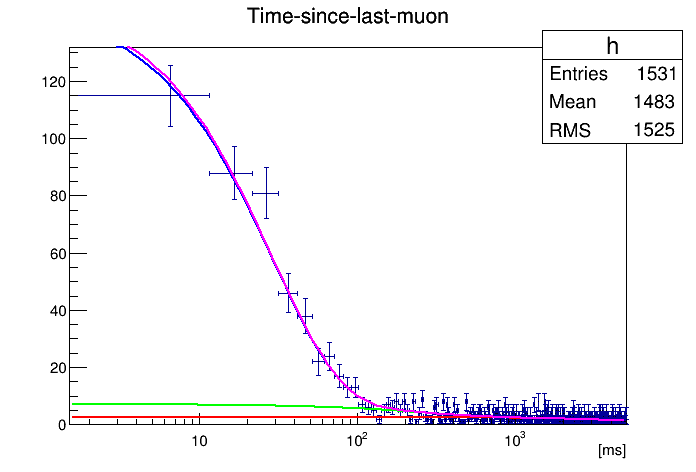 Time-since-last-muon
h
Entries 1531
Mean 1483
RMS 1525
120
100
80
60
40
20
0
10 10² 10³
[ms]